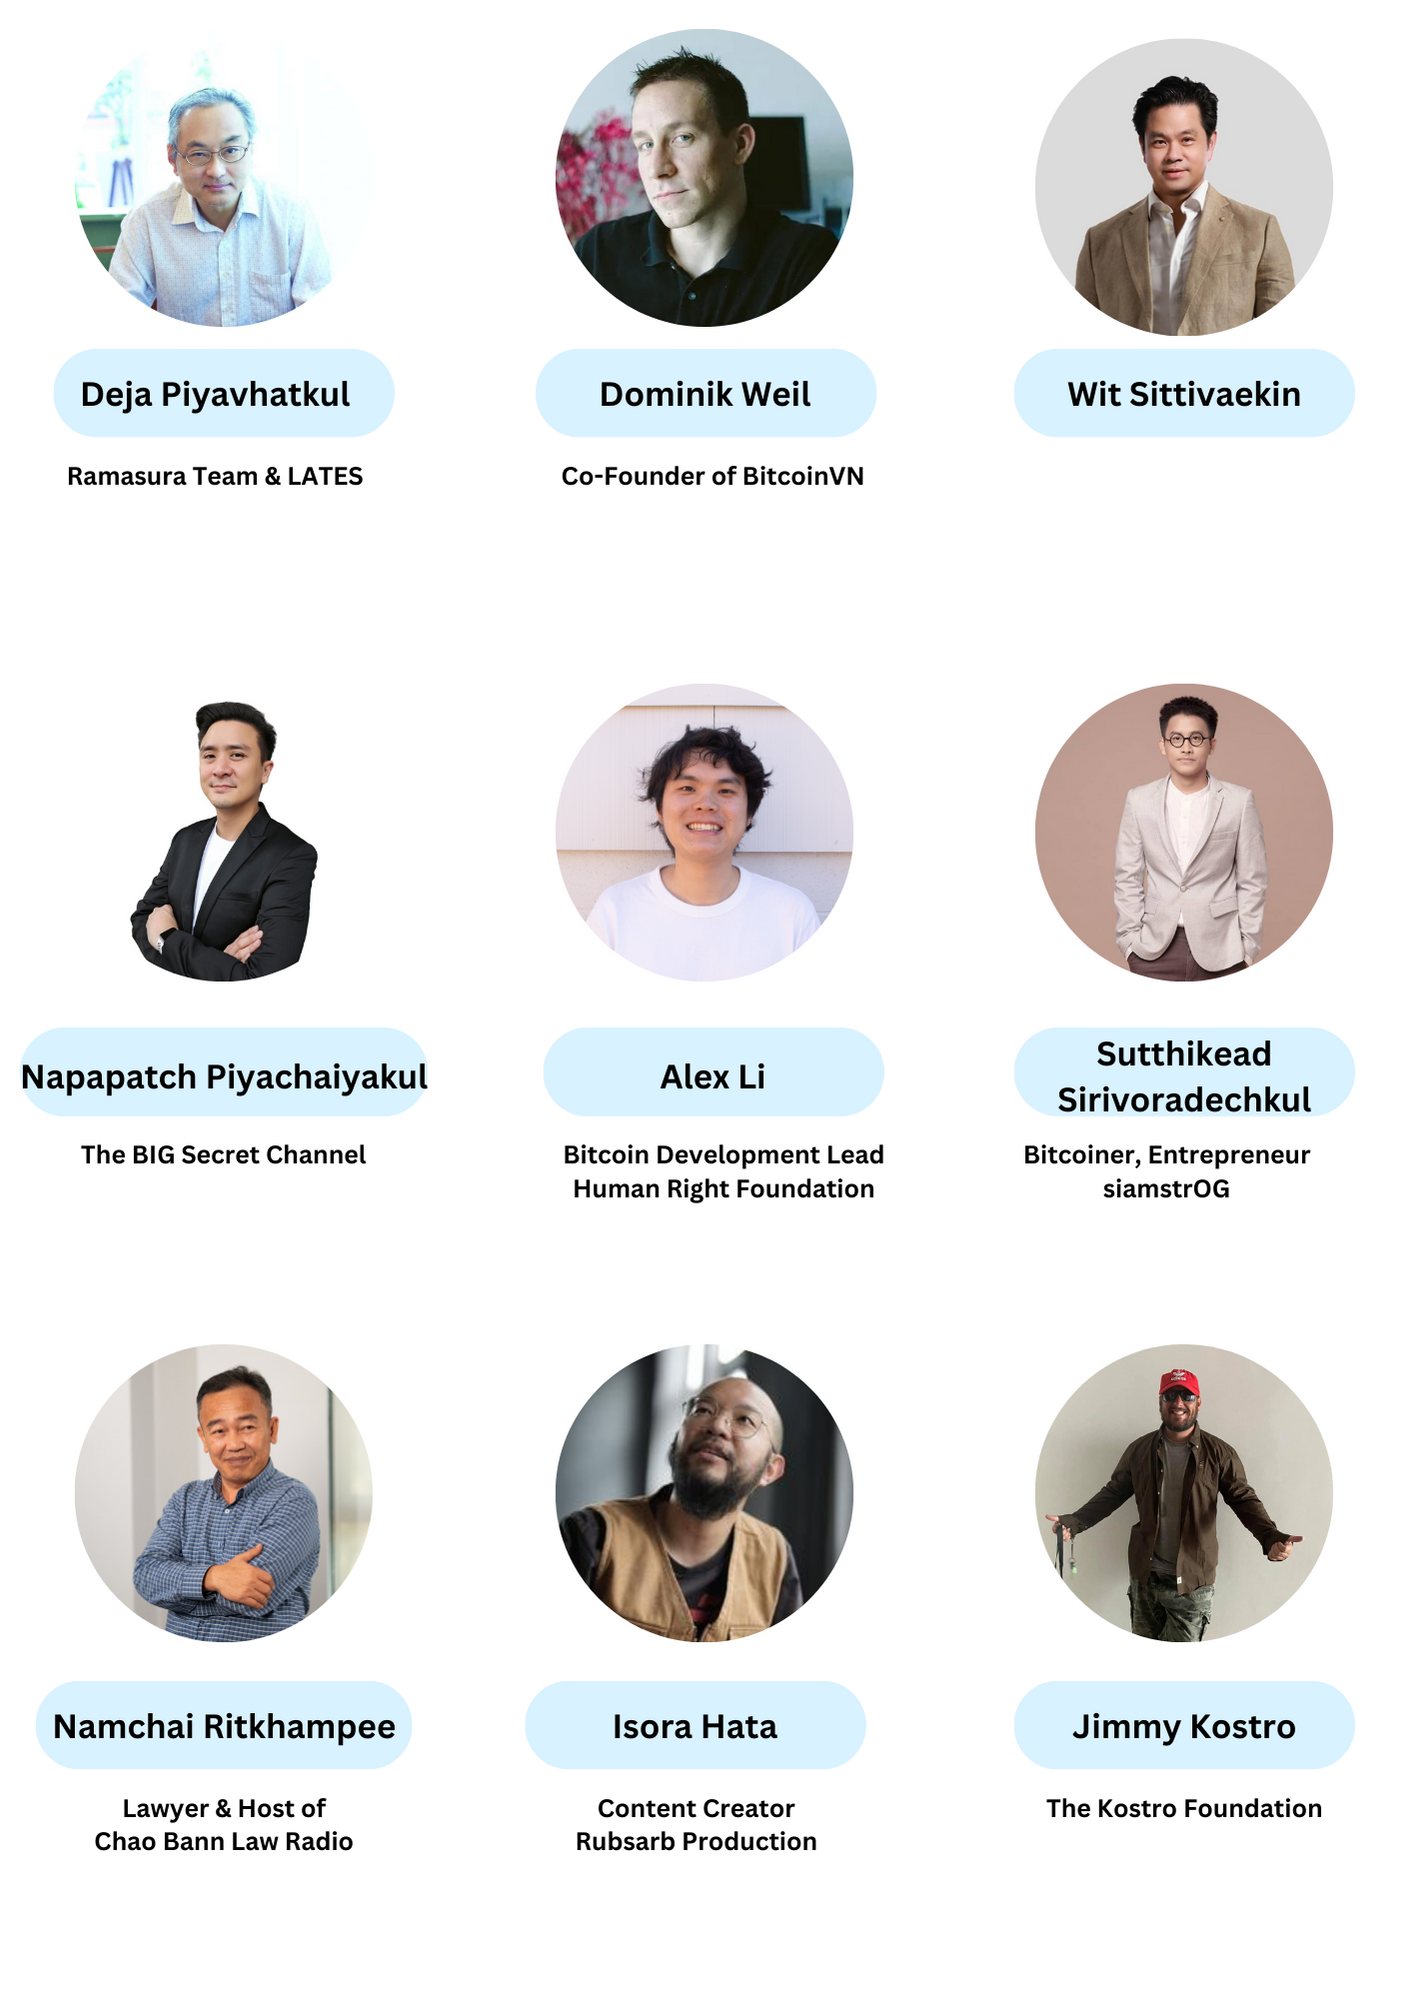 Deja Piyavhatkul
Ramasura Team & LATES
Dominik Weil
Co-Founder of BitcoinVN
Wit Sittivaekin
Napapatch Piyachaiyakul
The BIG Secret Channel
Alex Li
Bitcoin Development Lead
Human Right Foundation
Sutthikead
Sirivoradechkul
Bitcoiner, Entrepreneur
siamstrOG
Namchai Ritkhampee
Lawyer & Host of
Chao Bann Law Radio
Isora Hata
Content Creator
Rubsarb Production
Jimmy Kostro
The Kostro Foundation